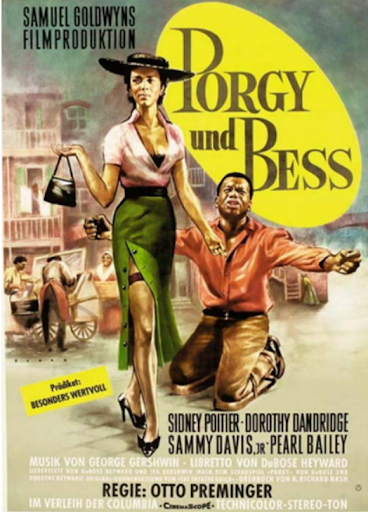 SAMUEL GOLDWYNS
FILMPRODUKTION
PORGY
und
BESS
Prädikat:
BESONDERS WERTVOLL
SIDNEY POITIER · DOROTHY DANDRIDGE
SAMMY DAVIS, JR · PEARL BAILEY
MUSIK VON GEORGE GERSHWIN · LIBRETTO VON DuBOSE HEYWARD
REGIE: OTTO PREMINGER
IM VERLEIH DER COLUMBIA · CINEMASCOPE · TECHNICOLOR-STEREO-TON